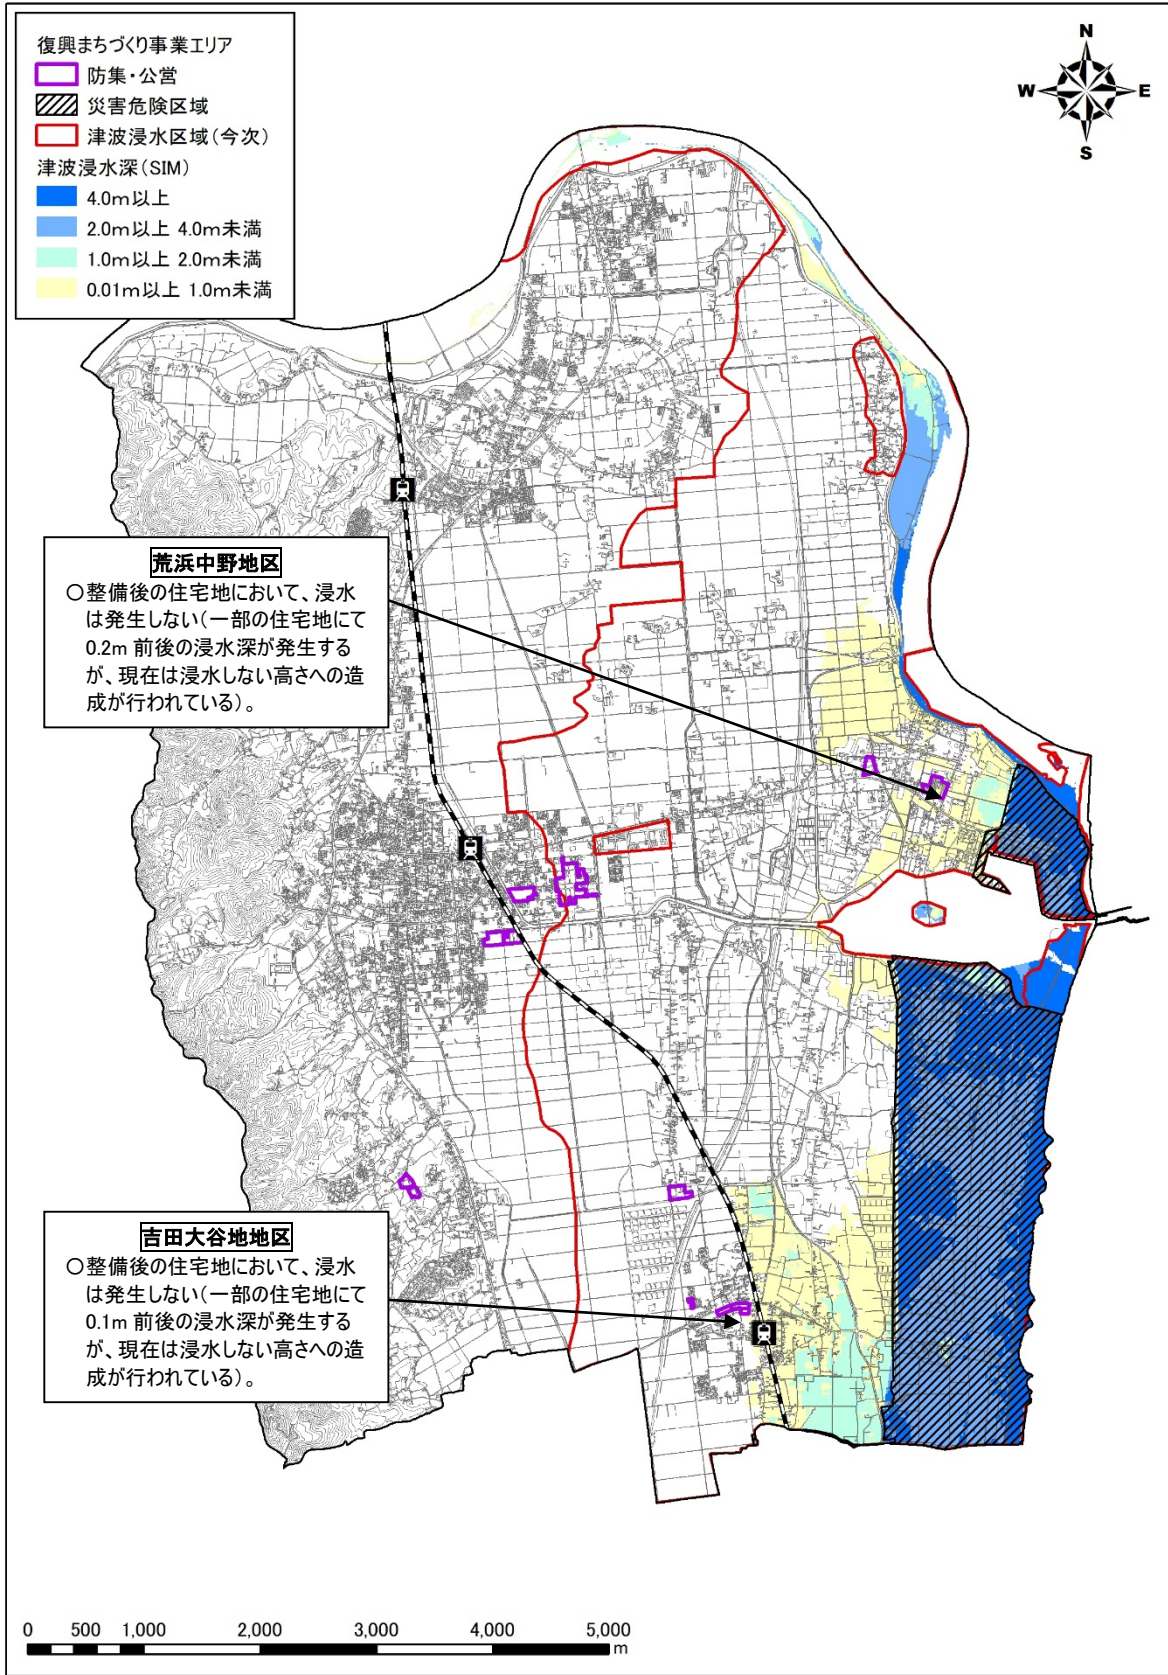 復興まちづくり事業エリア
防集・公営
災害危険区域
津波浸水区域(今次)
津波浸水深(SIM)
4.0m以上
2.0m以上 4.0m未満
1.0m以上 2.0m未満
0.01m以上 1.0m未満
N
W
E
S
荒浜中野地区
○整備後の住宅地において、浸水
は発生しない(一部の住宅地にて
0.2m 前後の浸水深が発生する
が、現在は浸水しない高さへの造
成が行われている)。
吉田大谷地地区
○整備後の住宅地において、浸水
は発生しない(一部の住宅地にて
0.1m 前後の浸水深が発生する
が、現在は浸水しない高さへの造
成が行われている)。
0 500 1,000 2,000 3,000 4,000 5,000
m